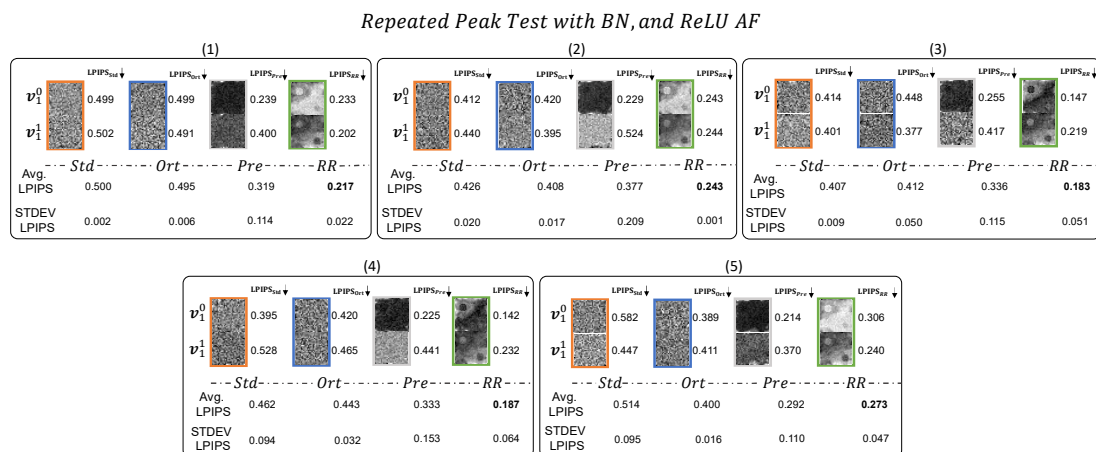 Repeated Peak Test with BN, and ReLU AF
(1)
LPIPS_Std ↓ LPIPS_Ort ↓ LPIPS_Pre ↓ LPIPS_RR ↓
v_1^0 0.499 0.499 0.239 0.233
v_1^1 0.502 0.491 0.400 0.202
Std Ort Pre RR
Avg. LPIPS 0.500 0.495 0.319 0.217
STDEV LPIPS 0.002 0.006 0.114 0.022
(2)
LPIPS_Std ↓ LPIPS_Ort ↓ LPIPS_Pre ↓ LPIPS_RR ↓
v_1^0 0.412 0.420 0.229 0.243
v_1^1 0.440 0.395 0.524 0.244
Std Ort Pre RR
Avg. LPIPS 0.426 0.408 0.377 0.243
STDEV LPIPS 0.020 0.017 0.209 0.001
(3)
LPIPS_Std ↓ LPIPS_Ort ↓ LPIPS_Pre ↓ LPIPS_RR ↓
v_1^0 0.414 0.448 0.255 0.147
v_1^1 0.401 0.377 0.417 0.219
Std Ort Pre RR
Avg. LPIPS 0.407 0.412 0.336 0.183
STDEV LPIPS 0.009 0.050 0.115 0.051
(4)
LPIPS_Std ↓ LPIPS_Ort ↓ LPIPS_Pre ↓ LPIPS_RR ↓
v_1^0 0.395 0.420 0.225 0.142
v_1^1 0.528 0.465 0.441 0.232
Std Ort Pre RR
Avg. LPIPS 0.462 0.443 0.333 0.187
STDEV LPIPS 0.094 0.032 0.153 0.064
(5)
LPIPS_Std ↓ LPIPS_Ort ↓ LPIPS_Pre ↓ LPIPS_RR ↓
v_1^0 0.582 0.389 0.214 0.306
v_1^1 0.447 0.411 0.370 0.240
Std Ort Pre RR
Avg. LPIPS 0.514 0.400 0.292 0.273
STDEV LPIPS 0.095 0.016 0.110 0.047